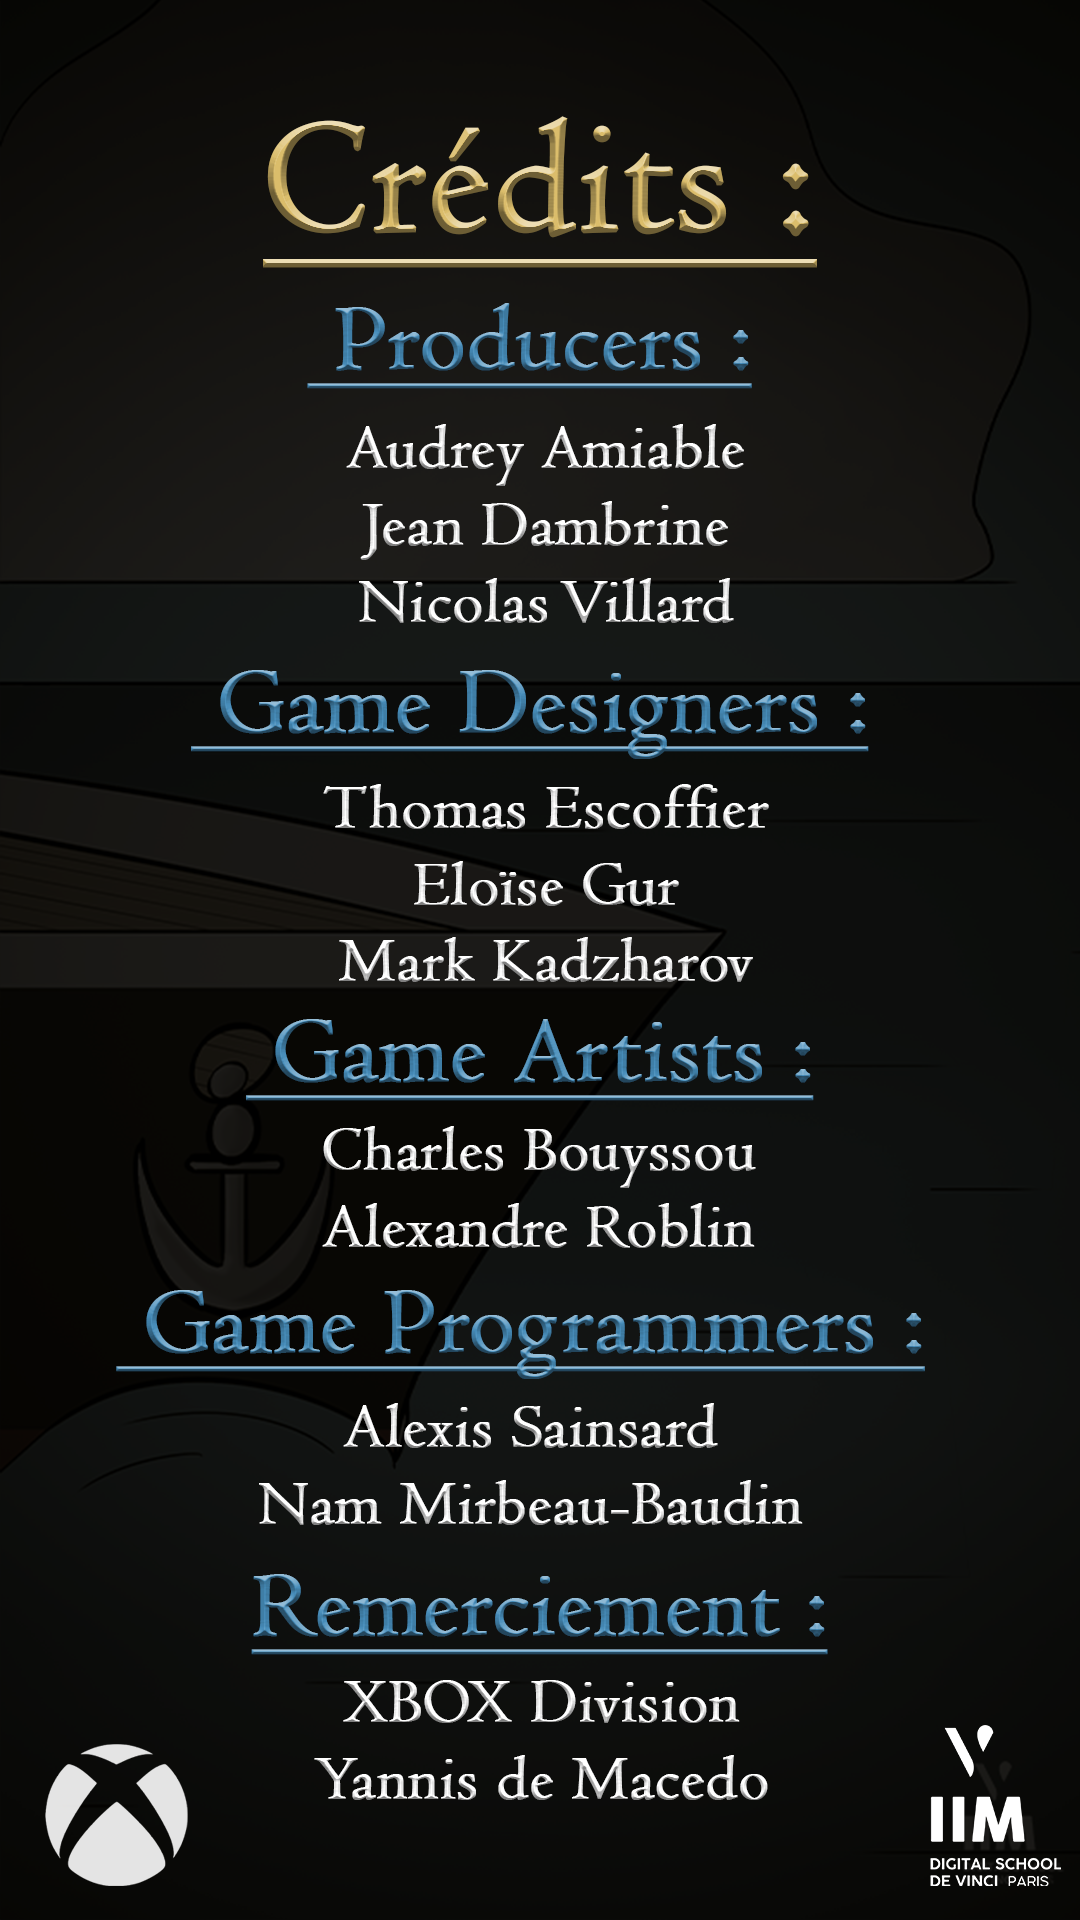 Crédits :
Producers :
Audrey Amiable
Jean Dambrine
Nicolas Villard
Game Designers :
Thomas Escoffier
Eloïse Gur
Mark Kadzharov
Game Artists :
Charles Bouyssou
Alexandre Roblin
Game Programmers :
Alexis Sainsard
Nam Mirbeau-Baudin
Remerciement :
XBOX Division
Yannis de Macedo
IIM
DIGITAL SCHOOL
DE VINCI PARIS